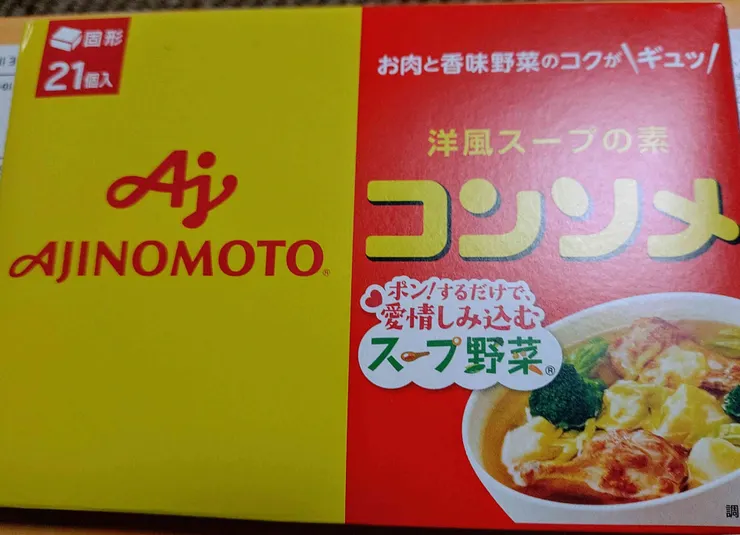 固形
21個入
Aj
AJINOMOTO®
お肉と香味野菜のコクが\ギュッ/
洋風スープの素
コンソメ
ポン!するだけで、
愛情しみ込む
スープ野菜®
調